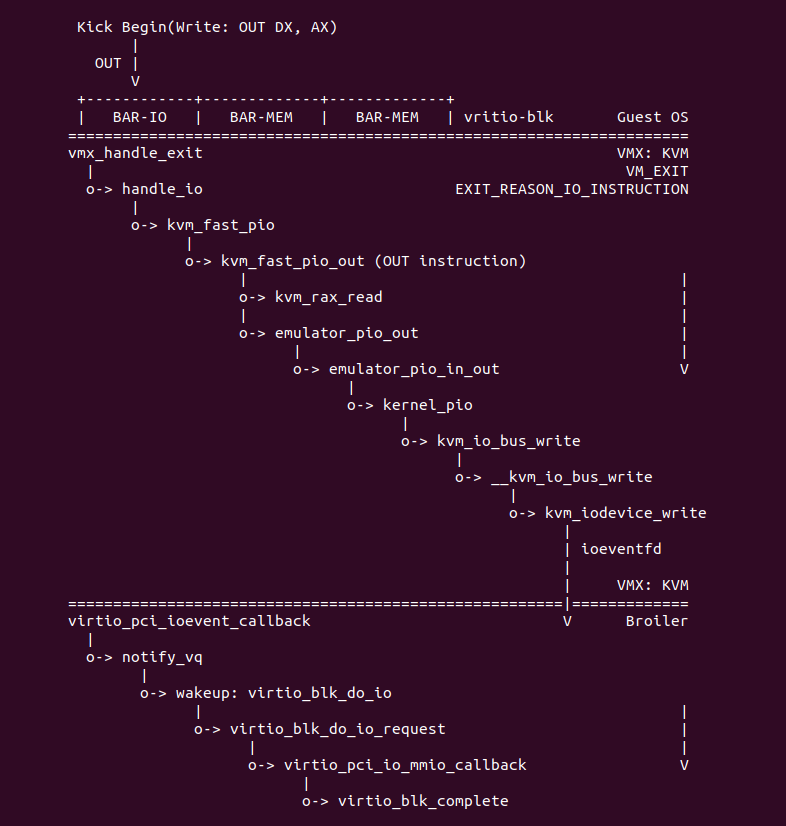 Kick Begin(Write: OUT DX, AX)
|
OUT |
V
+------------+-------------+-------------+
|   BAR-IO   |   BAR-MEM   |   BAR-MEM   | vritio-blk       Guest OS
=====================================================================
vmx_handle_exit                                              VMX: KVM
|                                                           VM_EXIT
o-> handle_io                            EXIT_REASON_IO_INSTRUCTION
|
o-> kvm_fast_pio
|
o-> kvm_fast_pio_out (OUT instruction)
|                                                |
o-> kvm_rax_read                                 |
|                                                |
o-> emulator_pio_out                             |
|                                          |
o-> emulator_pio_in_out                    V
|
o-> kernel_pio
|
o-> kvm_io_bus_write
|
o-> __kvm_io_bus_write
|
o-> kvm_iodevice_write
|
| ioeventfd
|
|     VMX: KVM
=======================================================|=============
virtio_pci_ioevent_callback                            V      Broiler
|
o-> notify_vq
|
o-> wakeup: virtio_blk_do_io
|                                                     |
o-> virtio_blk_do_io_request                          |
|                                               |
o-> virtio_pci_io_mmio_callback                 V
|
o-> virtio_blk_complete